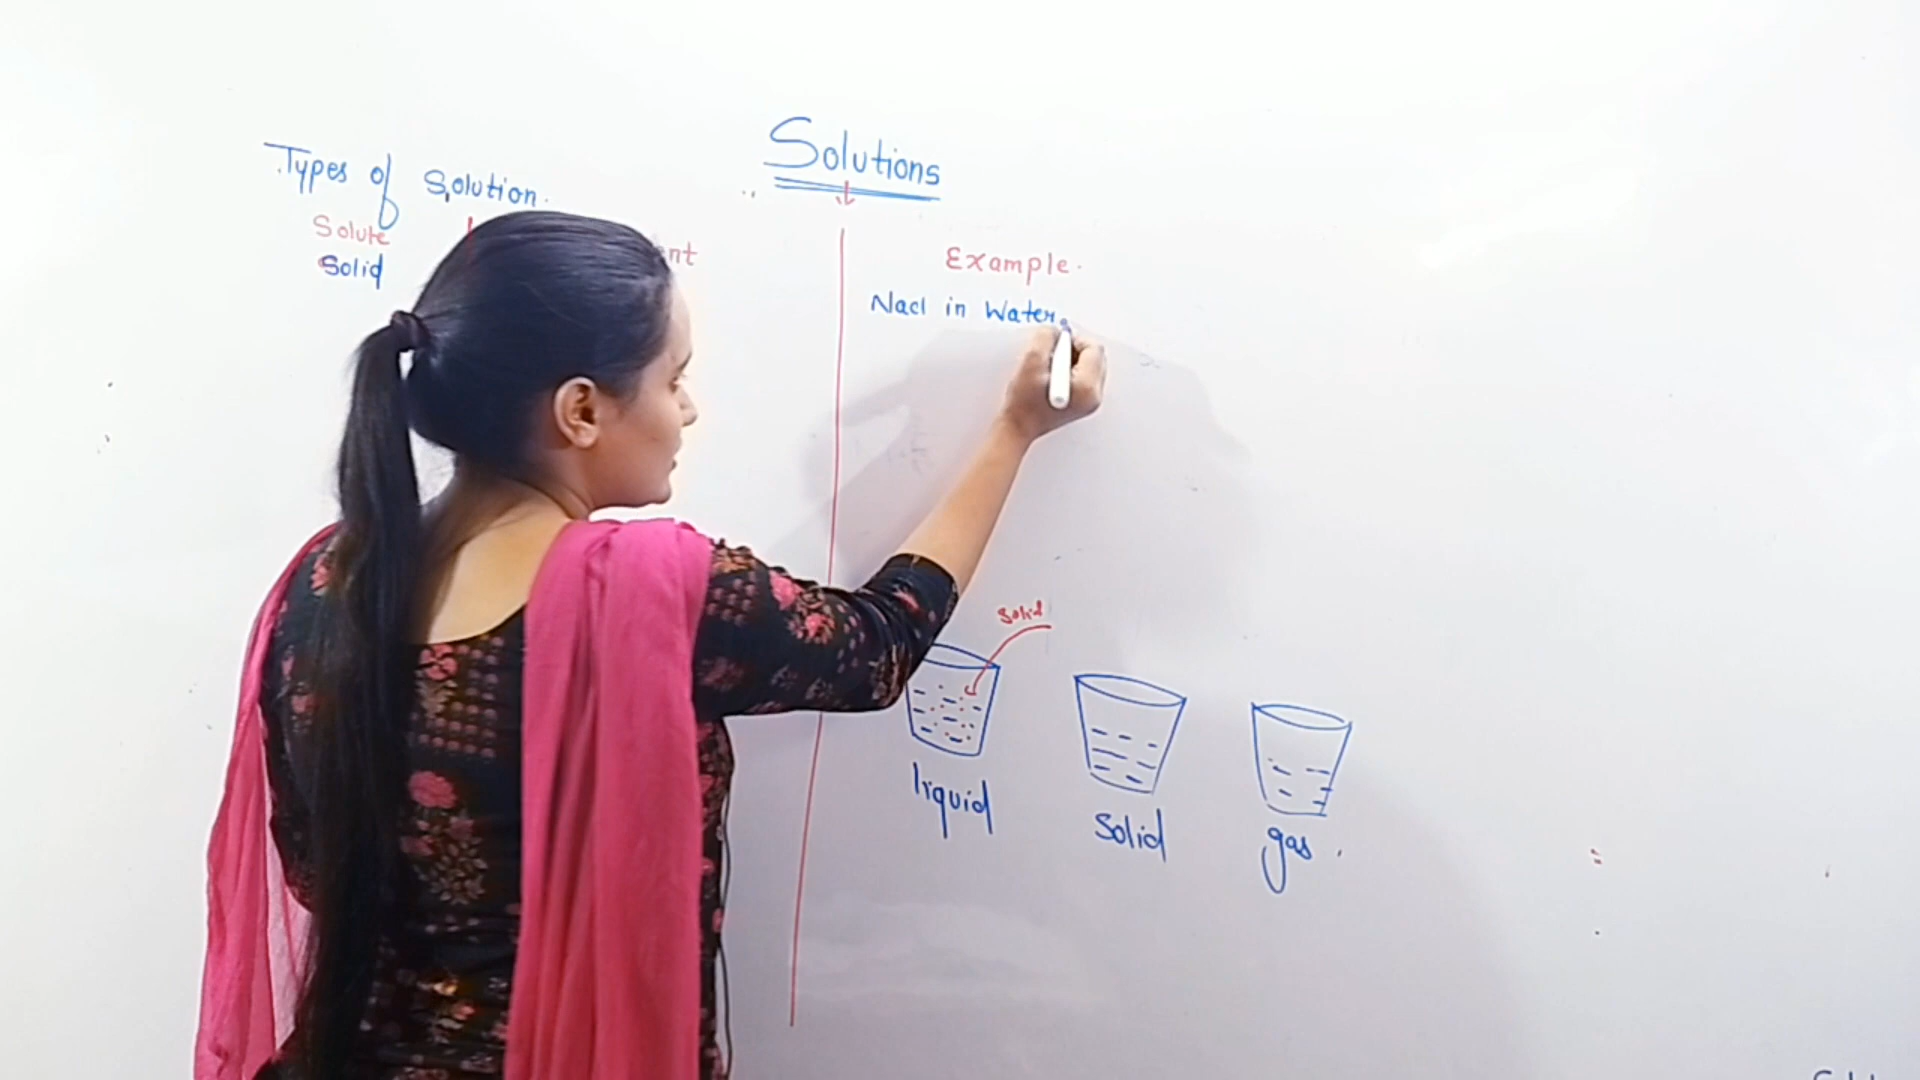 Solutions
Types of Solution.
Solute
Solid
Example.
Nacl in Water.
Solid
liquid
Solid
gas.